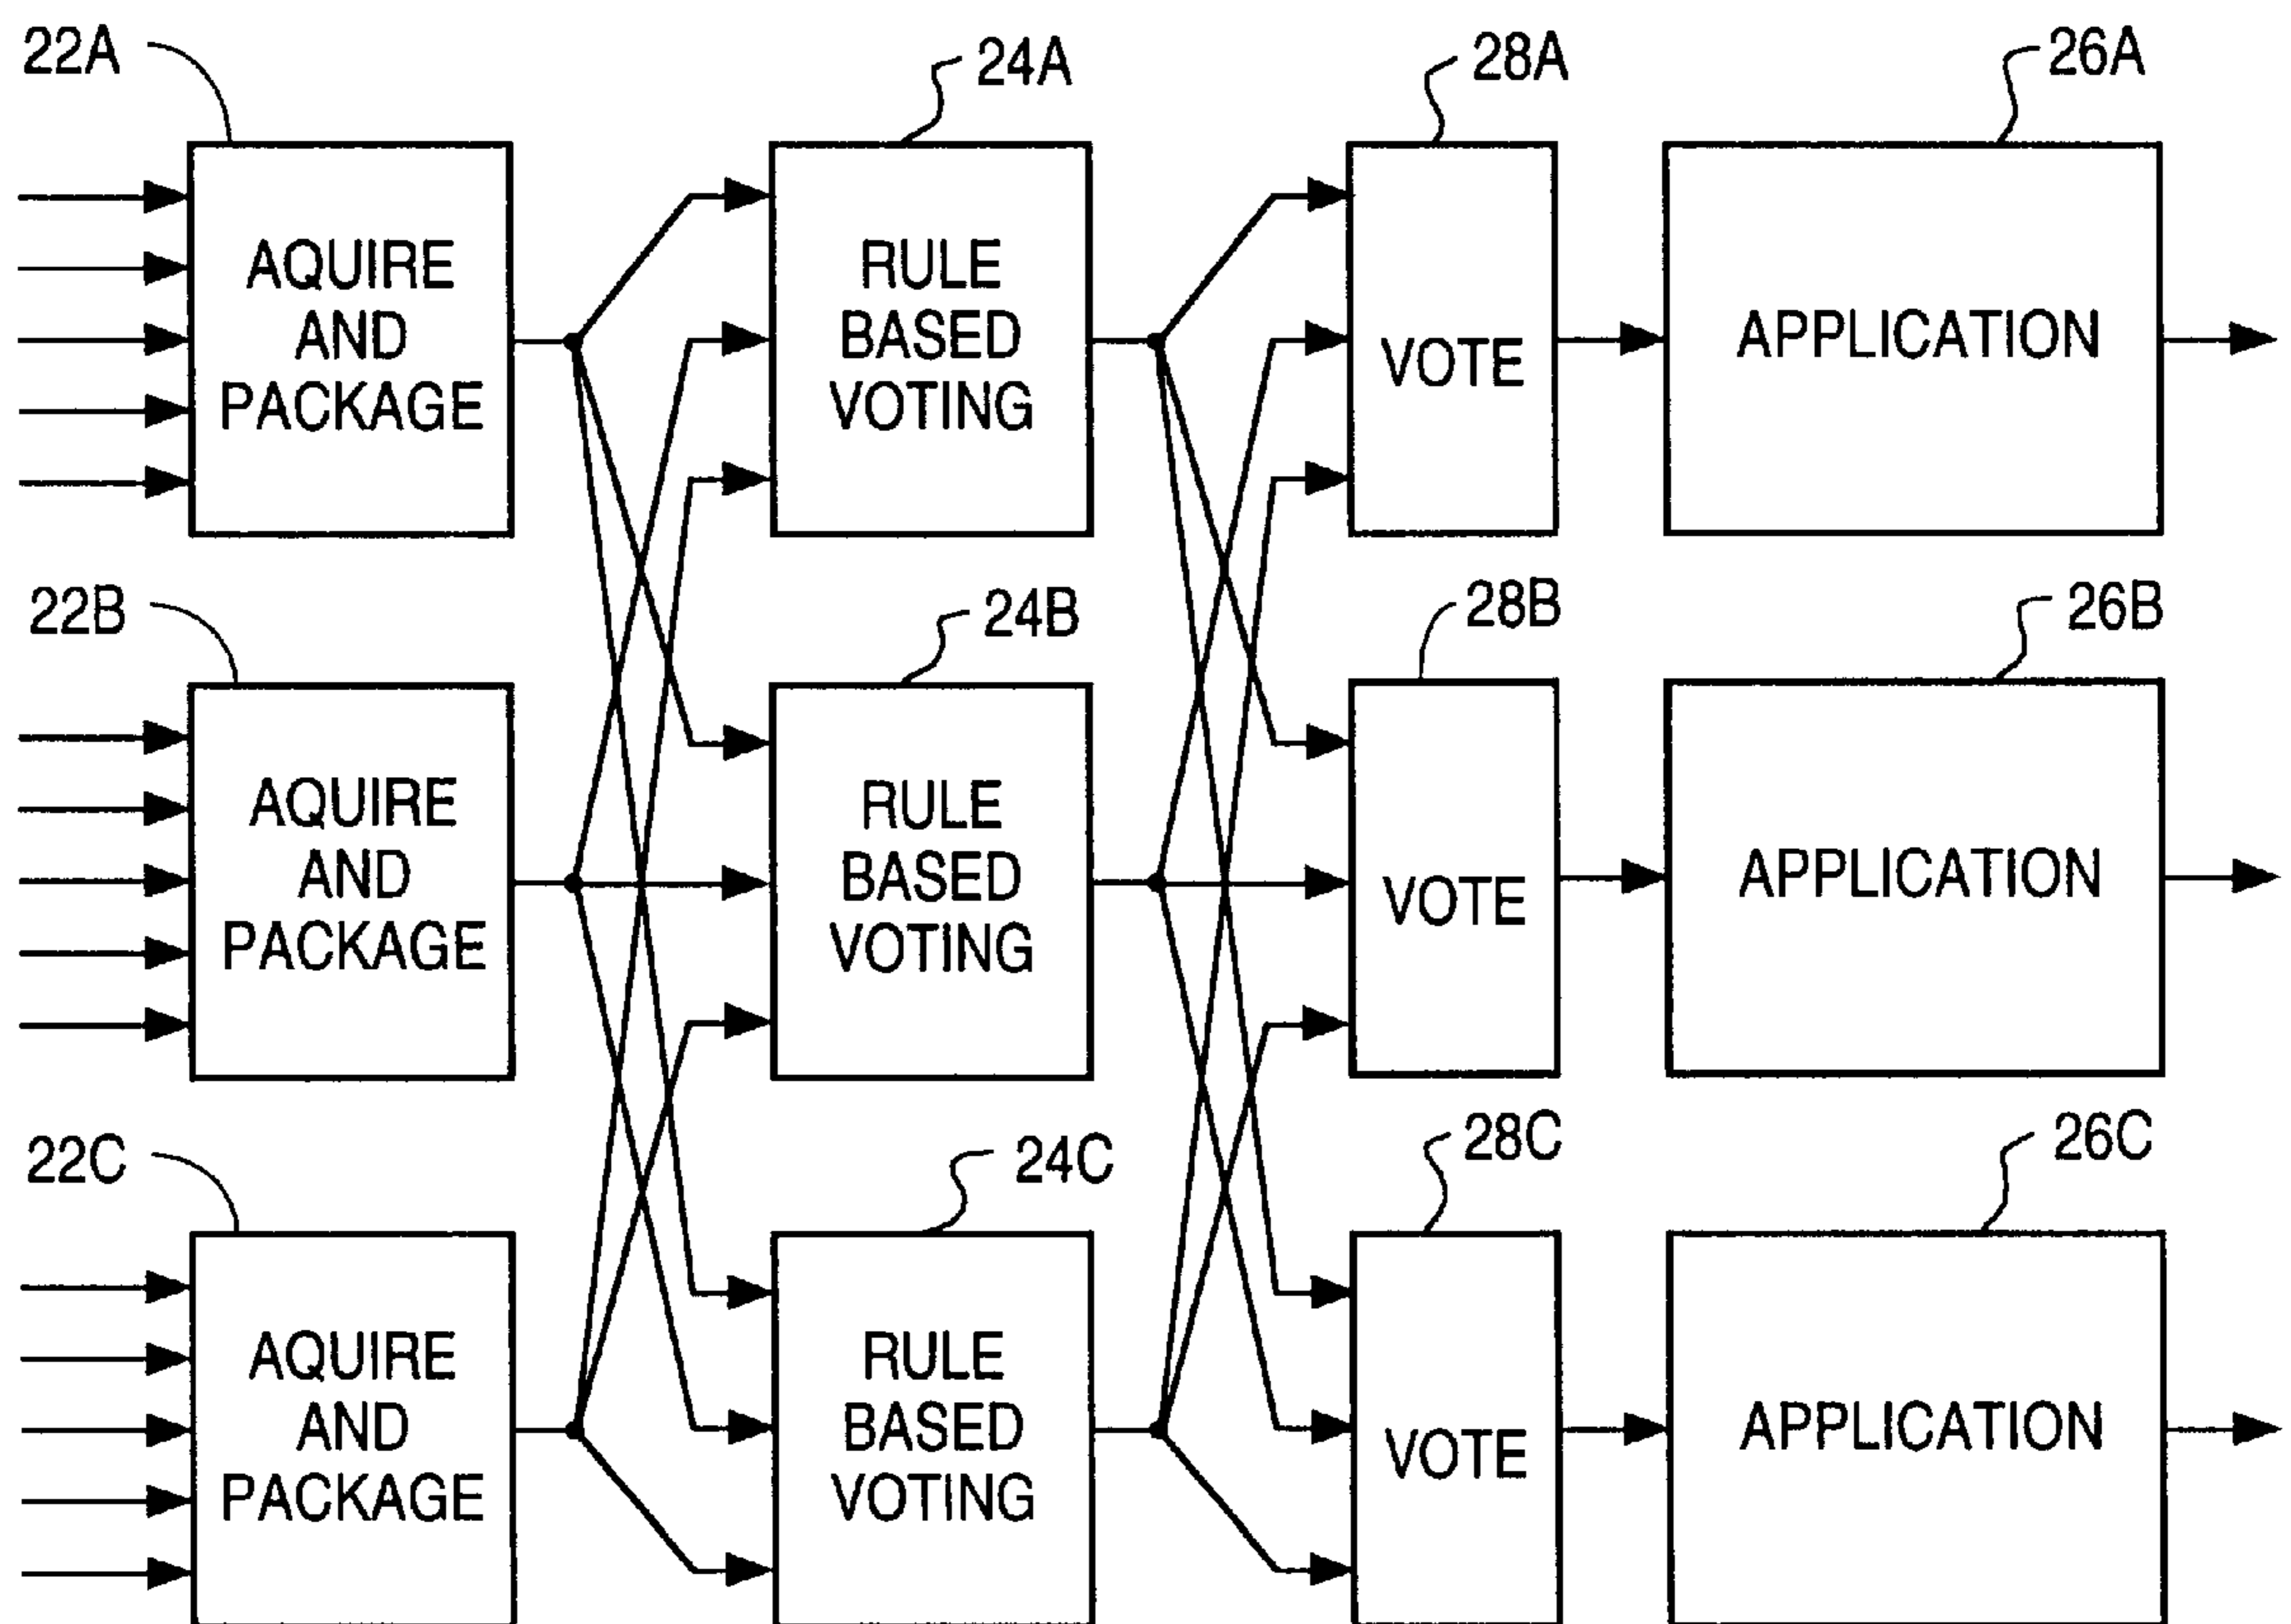 22A
24A
28A
26A
AQUIRE
AND
PACKAGE
RULE
BASED
VOTING
VOTE
APPLICATION
22B
24B
28B
26B
AQUIRE
AND
PACKAGE
RULE
BASED
VOTING
VOTE
APPLICATION
22C
24C
28C
26C
AQUIRE
AND
PACKAGE
RULE
BASED
VOTING
VOTE
APPLICATION